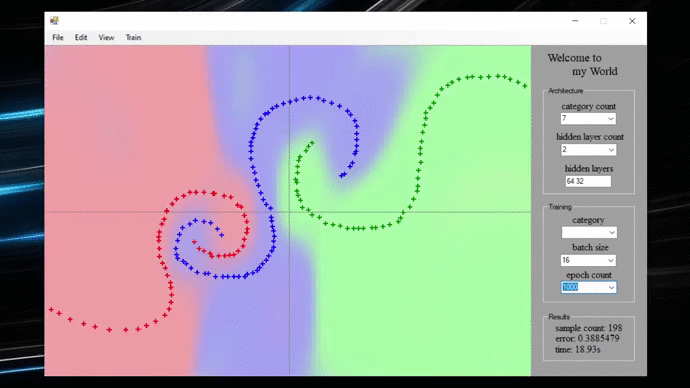 File Edit View Train
Welcome to
my World
Architecture
category count
7
hidden layer count
2
hidden layers
64 32
Training
category
batch size
16
epoch count
1000
Results
sample count: 198
error: 0.3885479
time: 18.93s